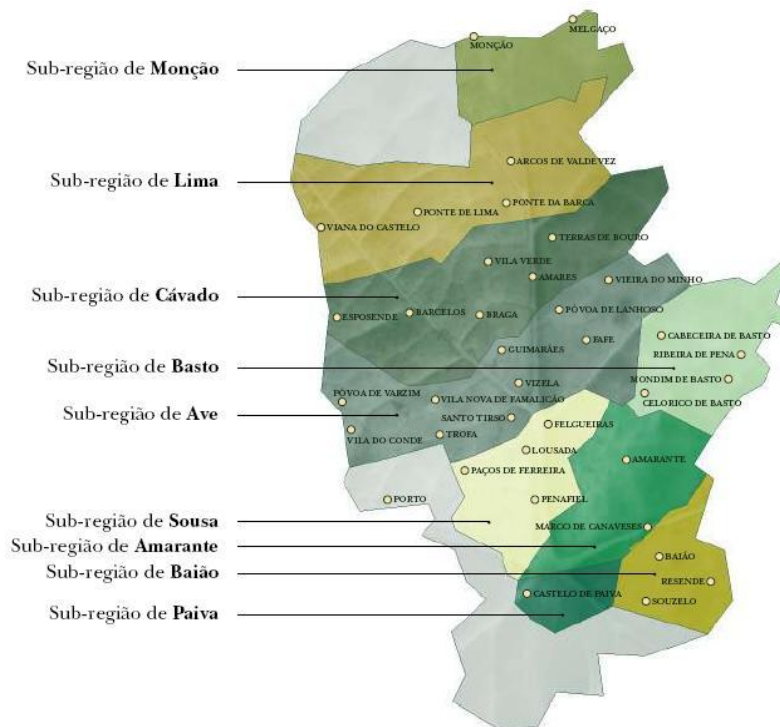 MELGAÇO
MONÇÃO
Sub-região de Monção
ARCOS DE VALDEVEZ
Sub-região de Lima
PONTE DA BARCA
PONTE DE LIMA
VIANA DO CASTELO
TERRAS DE BOURO
VILA VERDE
AMARES
VIEIRA DO MINHO
Sub-região de Cávado
PÓVOA DE LANHOSO
ESPOSENDE
BARCELOS
BRAGA
CABECEIRA DE BASTO
FAFE
GUIMARÃES
RIBEIRA DE PENA
Sub-região de Basto
MONDIM DE BASTO
VIZELA
CELORICO DE BASTO
PÓVOA DE VARZIM
VILA NOVA DE FAMALICÃO
Sub-região de Ave
SANTO TIRSO
FELGUEIRAS
VILA DO CONDE
TROFA
LOUSADA
AMARANTE
PAÇOS DE FERREIRA
PORTO
PENAFIEL
Sub-região de Sousa
MARCO DE CANAVESES
Sub-região de Amarante
BAIÃO
Sub-região de Baião
RESENDE
CASTELO DE PAIVA
SOUZELO
Sub-região de Paiva